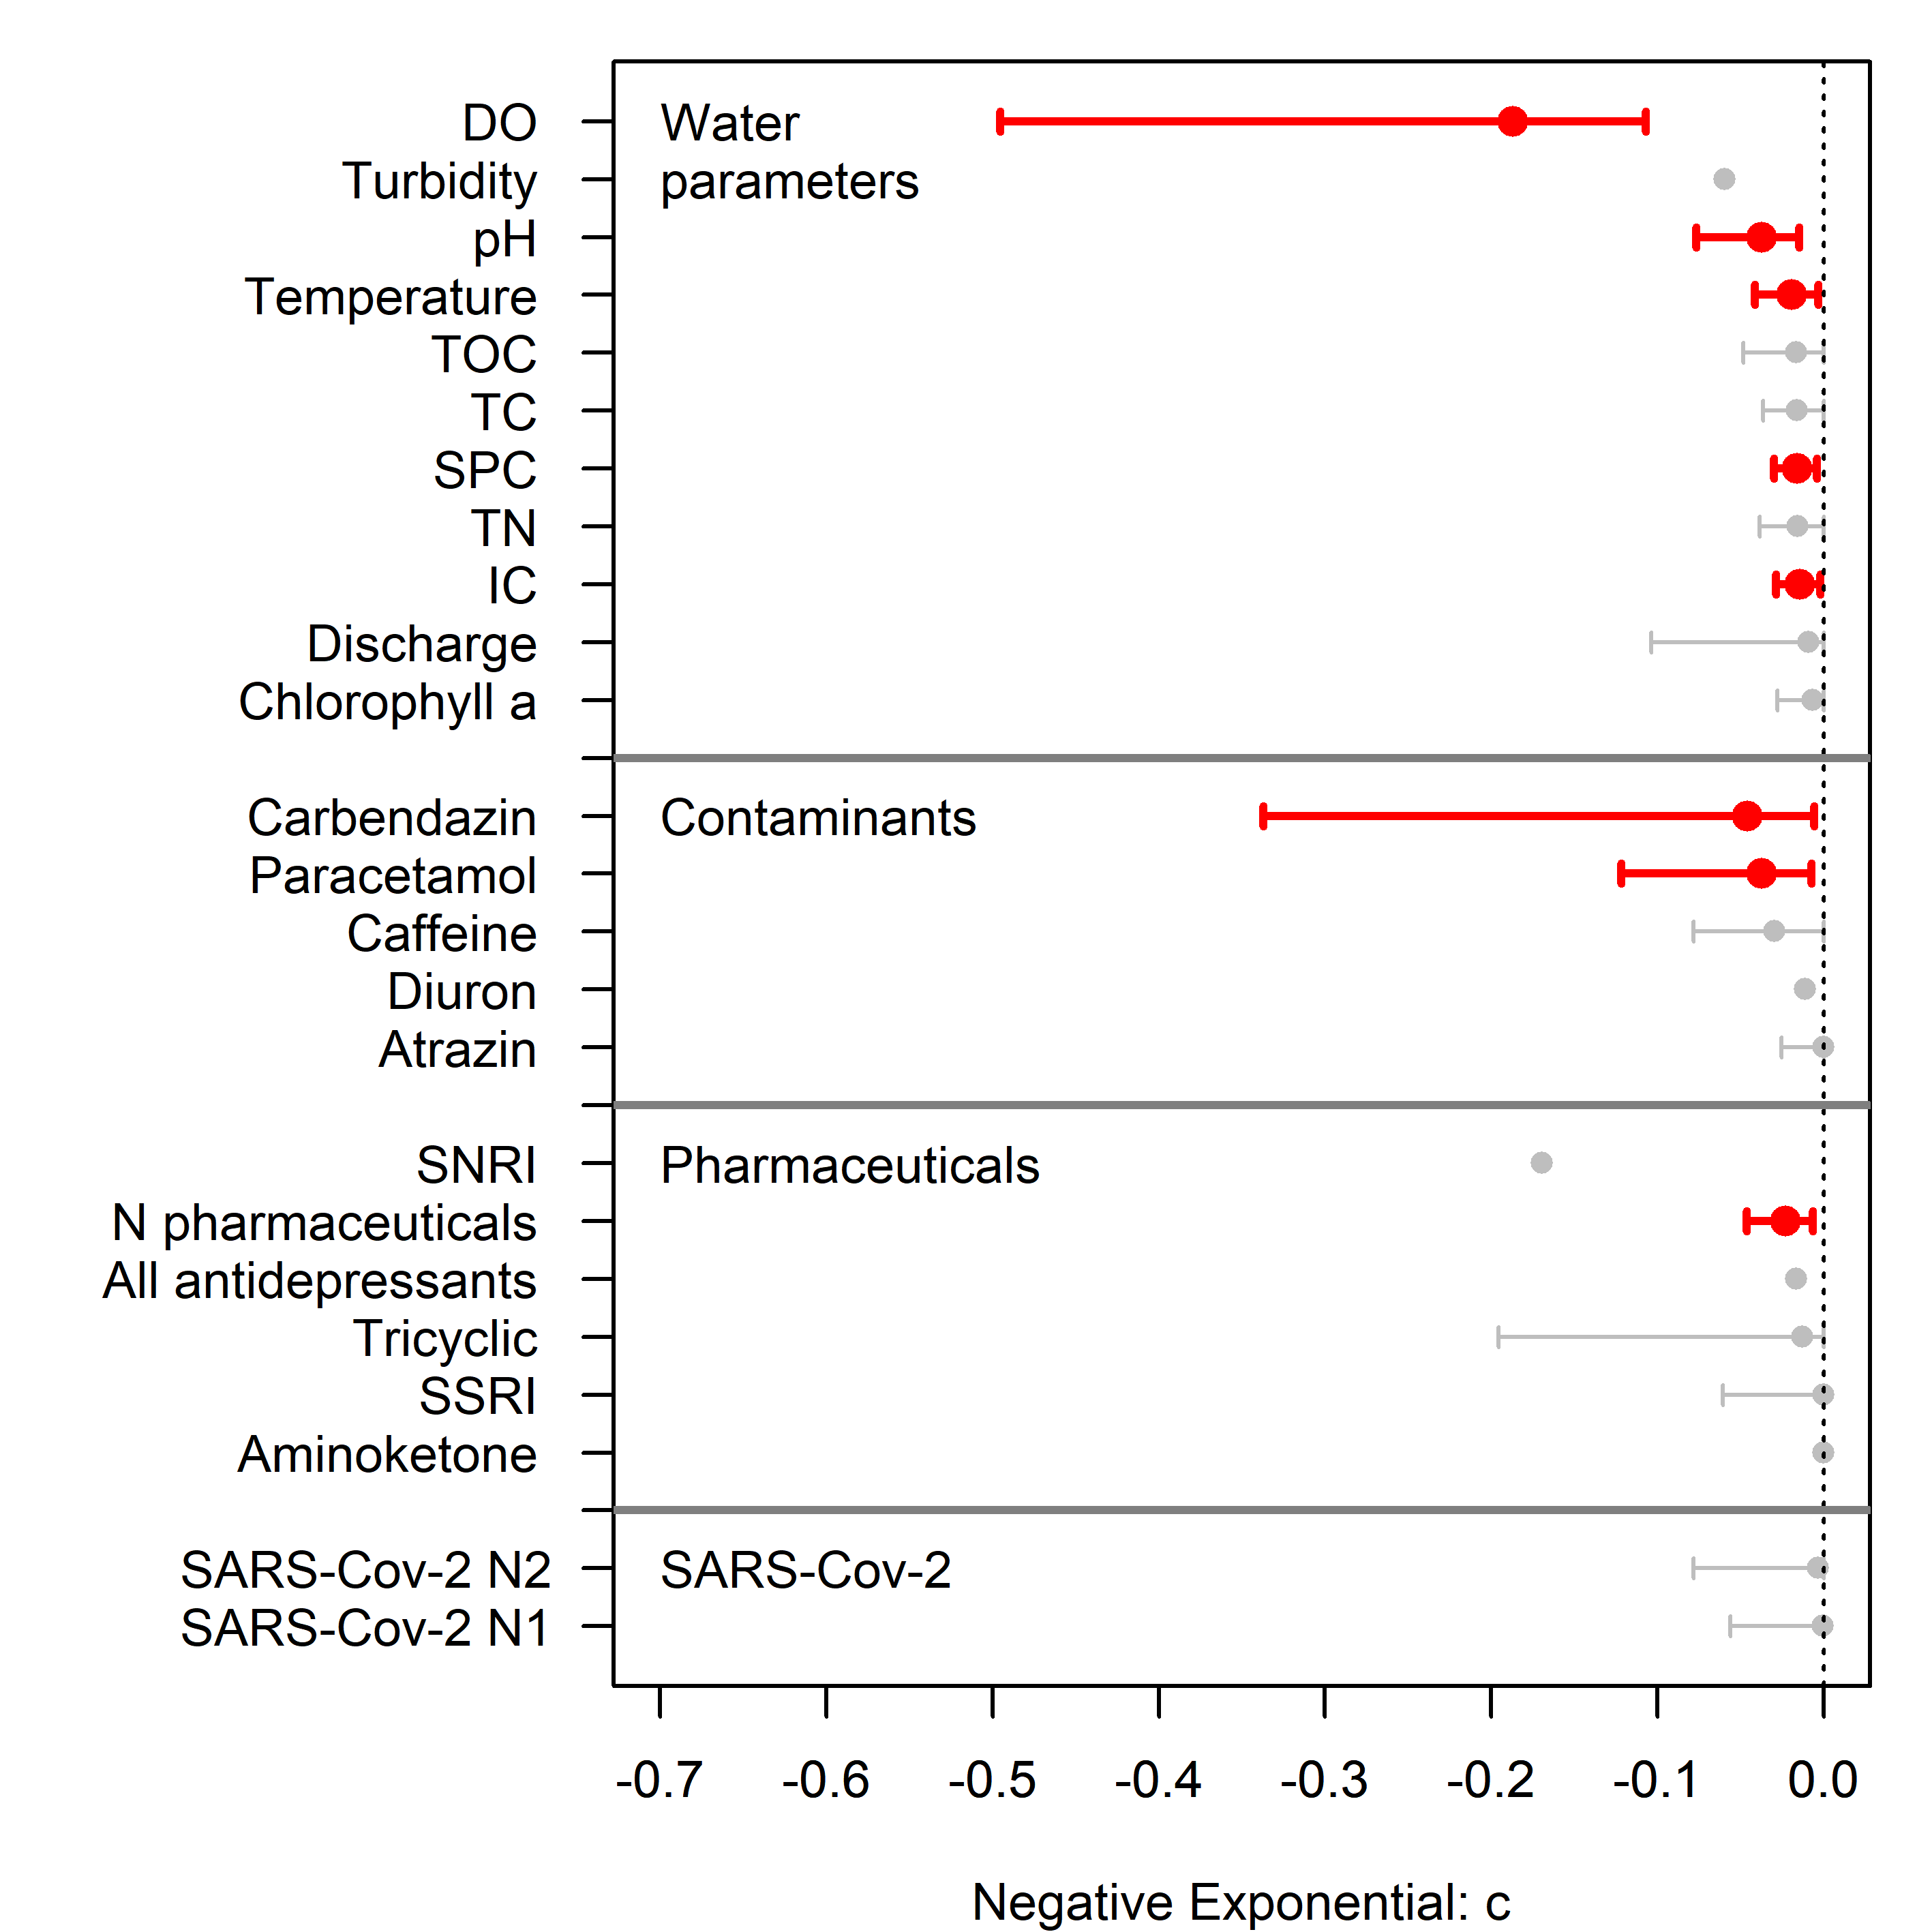 DO
Water
Turbidity
parameters
pH
Temperature
TOC
TC
SPC
TN
IC
Discharge
Chlorophyll a
Carbendazin
Contaminants
Paracetamol
Caffeine
Diuron
Atrazin
SNRI
Pharmaceuticals
N pharmaceuticals
All antidepressants
Tricyclic
SSRI
Aminoketone
SARS-Cov-2 N2
SARS-Cov-2
SARS-Cov-2 N1
-0.7 -0.6 -0.5 -0.4 -0.3 -0.2 -0.1 0.0
Negative Exponential: c